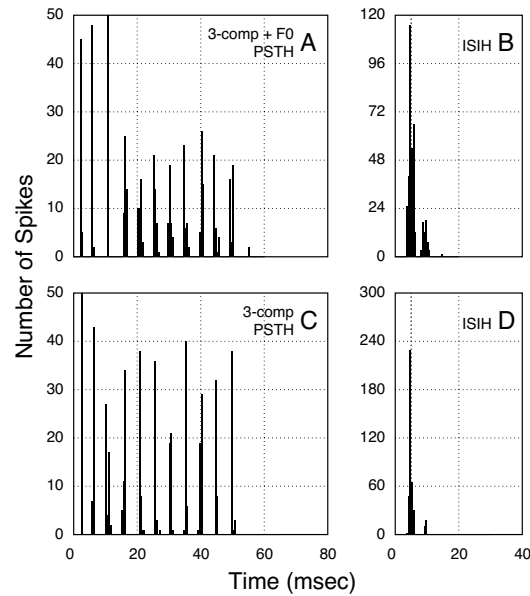 50
40
30
20
10
0
3-comp + F0
PSTH
A
120
96
72
48
24
0
ISIH B
Number of Spikes
50
40
30
20
10
0
3-comp
PSTH
C
0 20 40 60 80
300
240
180
120
60
0
ISIH D
0 20 40
Time (msec)